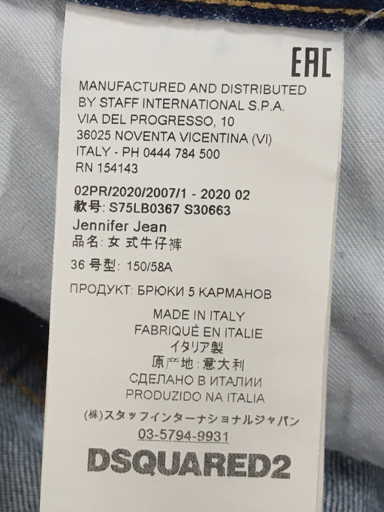 EAC
MANUFACTURED AND DISTRIBUTED
BY STAFF INTERNATIONAL S.P.A.
VIA DEL PROGRESSO, 10
36025 NOVENTA VICENTINA (VI)
ITALY - PH 0444 784 500
RN 154143
02PR/2020/2007/1 - 2020 02
款号: S75LB0367 S30663
Jennifer Jean
品名: 女 式牛仔裤
36 号型: 150/58A
ПРОДУКТ: БРЮКИ 5 КАРМАНОВ
MADE IN ITALY
FABRIQUÉ EN ITALIE
イタリア製
原产地: 意大利
СДЕЛАНО В ИТАЛИИ
PRODUZIDO NA ITALIA
(株)スタッフインターナショナルジャパン
03-5794-9931
DSQUARED2